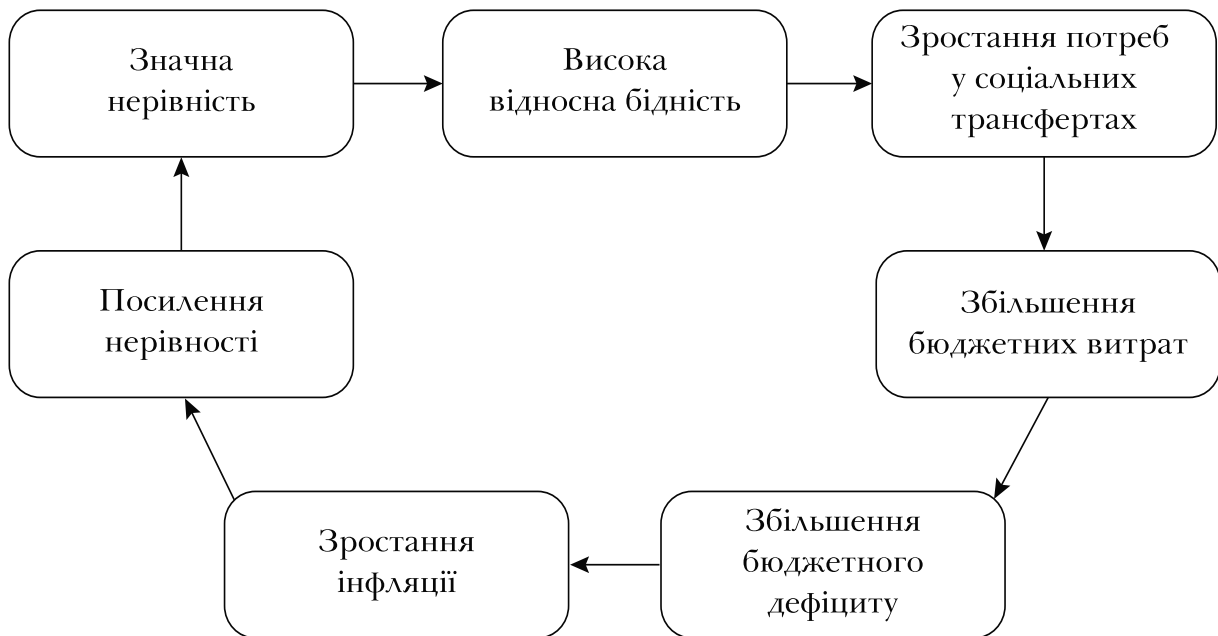 Значна
нерівність
Висока
відносна бідність
Зростання потреб
у соціальних
трансфертах
Збільшення
бюджетних витрат
Збільшення
бюджетного
дефіциту
Зростання
інфляції
Посилення
нерівності